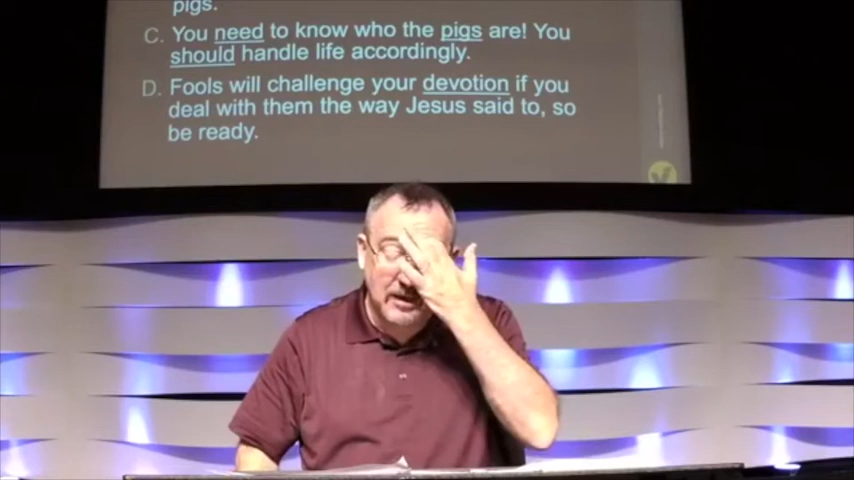 pigs.
C. You need to know who the pigs are! You
should handle life accordingly.
D. Fools will challenge your devotion if you
deal with them the way Jesus said to, so
be ready.